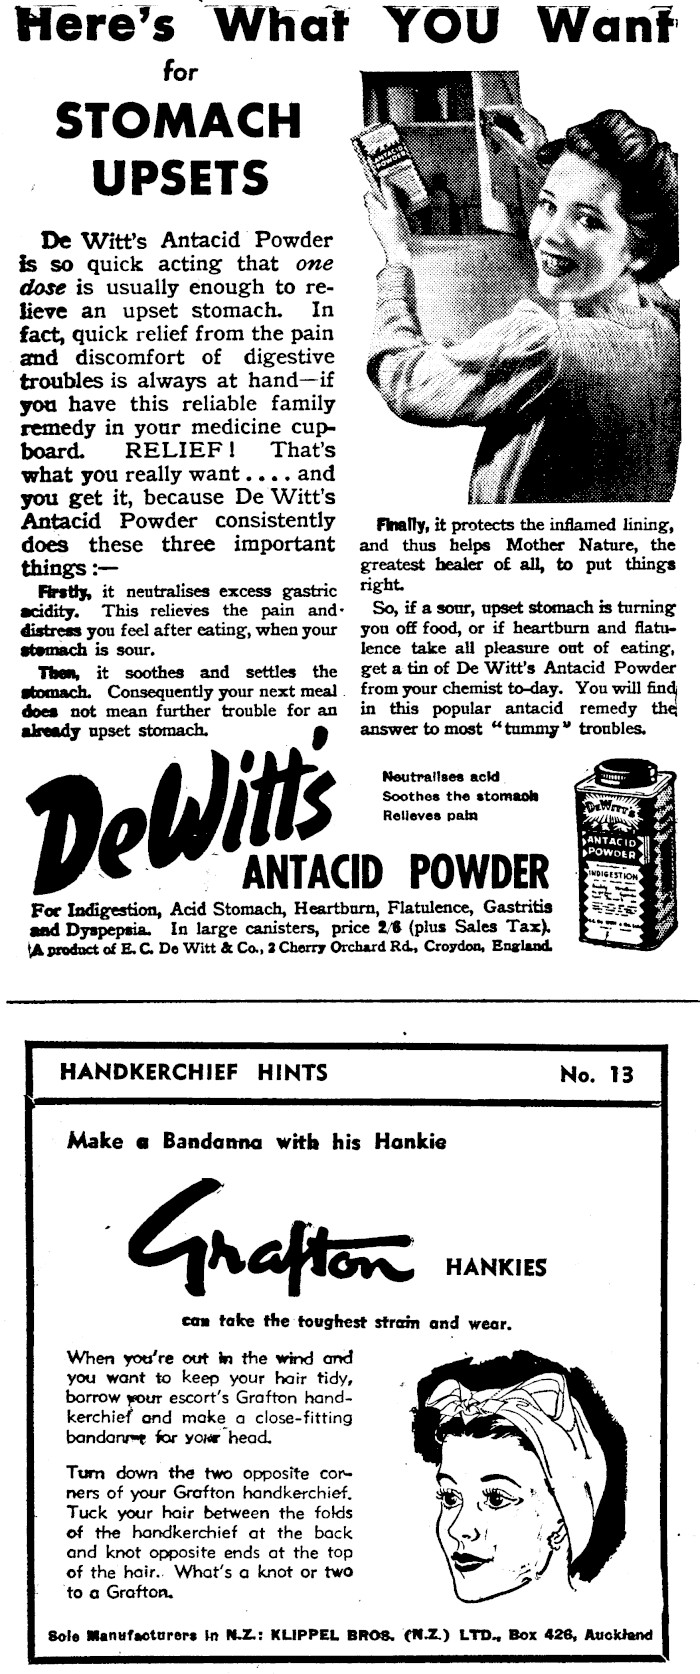 Here's What YOU Want
for
STOMACH
UPSETS
De Witt's Antacid Powder
is so quick acting that one
dose is usually enough to re-
lieve an upset stomach. In
fact, quick relief from the pain
and discomfort of digestive
troubles is always at hand—if
you have this reliable family
remedy in your medicine cup-
board. RELIEF! That's
what you really want .... and
you get it, because De Witt's
Antacid Powder consistently
does these three important
things :—
Firstly, it neutralises excess gastric
acidity. This relieves the pain and
distress you feel after eating, when your
stomach is sour.
Then, it soothes and settles the
stomach. Consequently your next meal
does not mean further trouble for an
already upset stomach.
ANTACID
POWDER
Finally, it protects the inflamed lining,
and thus helps Mother Nature, the
greatest healer of all, to put things
right.
So, if a sour, upset stomach is turning
you off food, or if heartburn and flatu-
lence take all pleasure out of eating,
get a tin of De Witt's Antacid Powder
from your chemist to-day. You will find
in this popular antacid remedy the
answer to most "tummy" troubles.
De Witt's
ANTACID POWDER
Neutralises acid
Soothes the stomach
Relieves pain
DeWitt's
ANTACID
POWDER
INDIGESTION
For Indigestion, Acid Stomach, Heartburn, Flatulence, Gastritis
and Dyspepsia. In large canisters, price 2/6 (plus Sales Tax).
A product of E. C. De Witt & Co., 2 Cherry Orchard Rd., Croydon, England.
HANDKERCHIEF HINTS No. 13
Make a Bandanna with his Hankie
Grafton HANKIES
can take the toughest strain and wear.
When you're out in the wind and
you want to keep your hair tidy,
borrow your escort's Grafton hand-
kerchief and make a close-fitting
bandanne for your head.
Turn down the two opposite cor-
ners of your Grafton handkerchief.
Tuck your hair between the folds
of the handkerchief at the back
and knot opposite ends at the top
of the hair. What's a knot or two
to a Grafton.
Sole Manufacturers in N.Z.: KLIPPEL BROS. (N.Z.) LTD., Box 426, Auckland